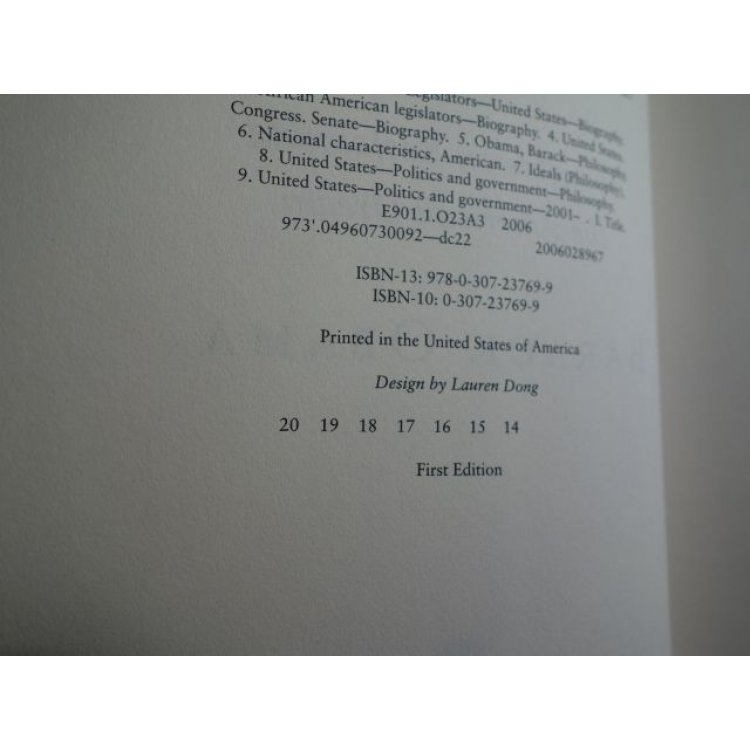 Legislators—United States—Biography.
African American legislators—Biography. 4. United States.
Congress. Senate—Biography. 5. Obama, Barack—Philosophy.
6. National characteristics, American. 7. Ideals (Philosophy).
8. United States—Politics and government—Philosophy.
9. United States—Politics and government—2001– . I. Title.
E901.1.O23A3 2006
973'.04960730092—dc22 2006028967
ISBN-13: 978-0-307-23769-9
ISBN-10: 0-307-23769-9
Printed in the United States of America
Design by Lauren Dong
20 19 18 17 16 15 14
First Edition